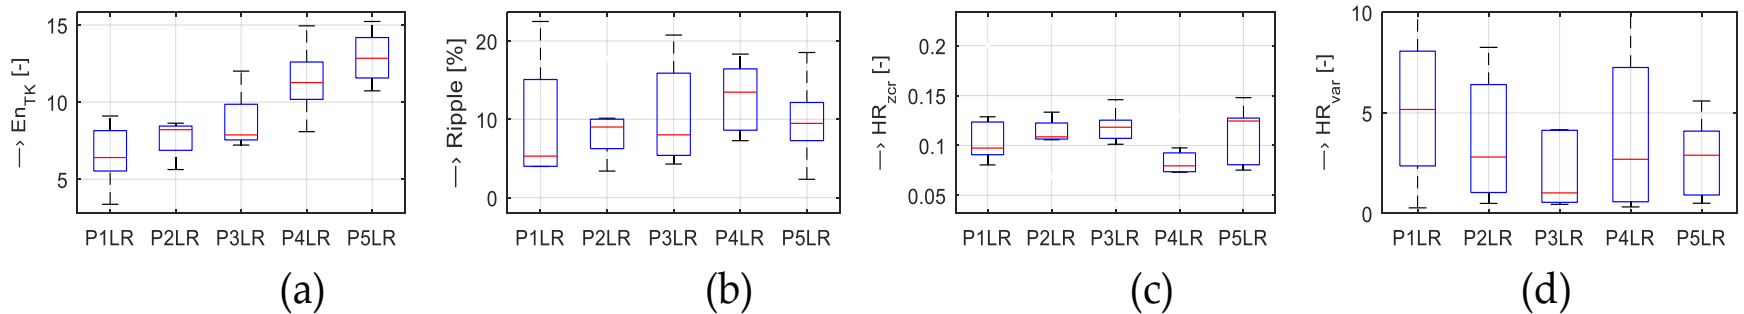 → En_TK [-]
15
10
5
P1LR P2LR P3LR P4LR P5LR
(a)
→ Ripple [%]
20
10
0
P1LR P2LR P3LR P4LR P5LR
(b)
→ HR_zcr [-]
0.2
0.15
0.1
0.05
P1LR P2LR P3LR P4LR P5LR
(c)
→ HR_var [-]
10
5
0
P1LR P2LR P3LR P4LR P5LR
(d)